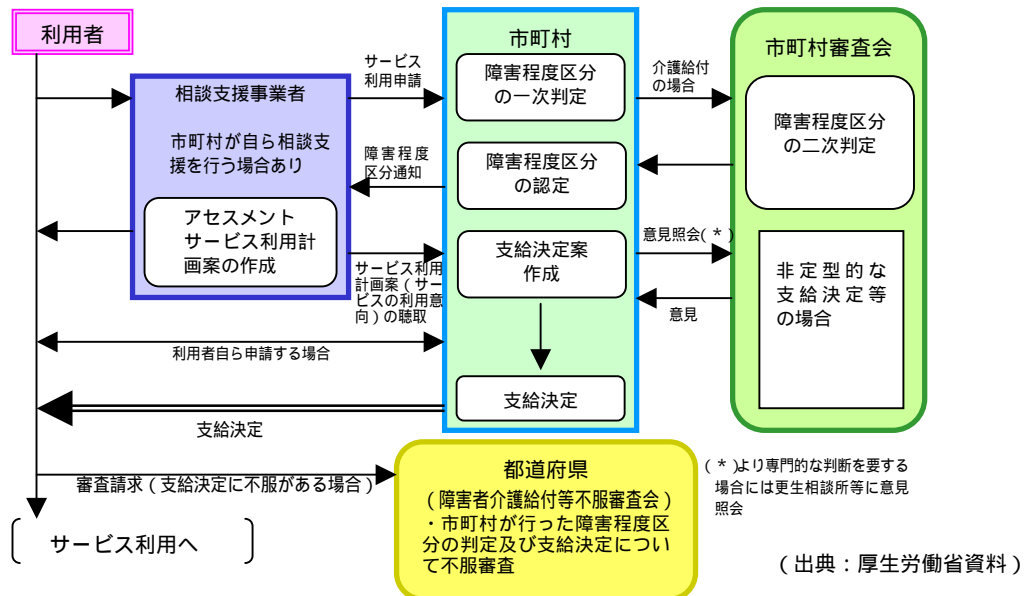 利用者
市町村
市町村審査会
サービス
利用申請
障害程度区分
の一次判定
介護給付
の場合
障害程度区分
の二次判定
相談支援事業者
市町村が自ら相談支
援を行う場合あり
障害程度
区分通知
障害程度区分
の認定
アセスメント
サービス利用計
画案の作成
サービス利用
計画案（サー
ビスの利用意
向）の聴取
支給決定案
作成
意見照会(＊)
意見
非定型的な
支給決定等
の場合
利用者自ら申請する場合
支給決定
支給決定
審査請求（支給決定に不服がある場合）
都道府県
（障害者介護給付等不服審査会）
・市町村が行った障害程度区
分の判定及び支給決定につい
て不服審査
(＊)より専門的な判断を要する
場合には更生相談所等に意見
照会
サービス利用へ
（出典：厚生労働省資料）